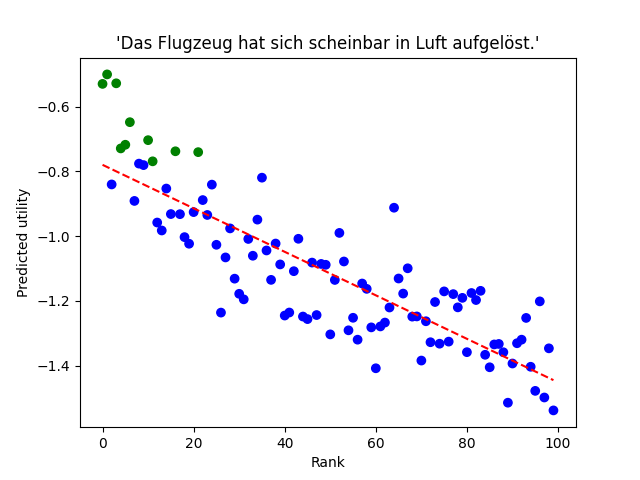 'Das Flugzeug hat sich scheinbar in Luft aufgelöst.'
Predicted utility
−0.6
−0.8
−1.0
−1.2
−1.4
0 20 40 60 80 100
Rank